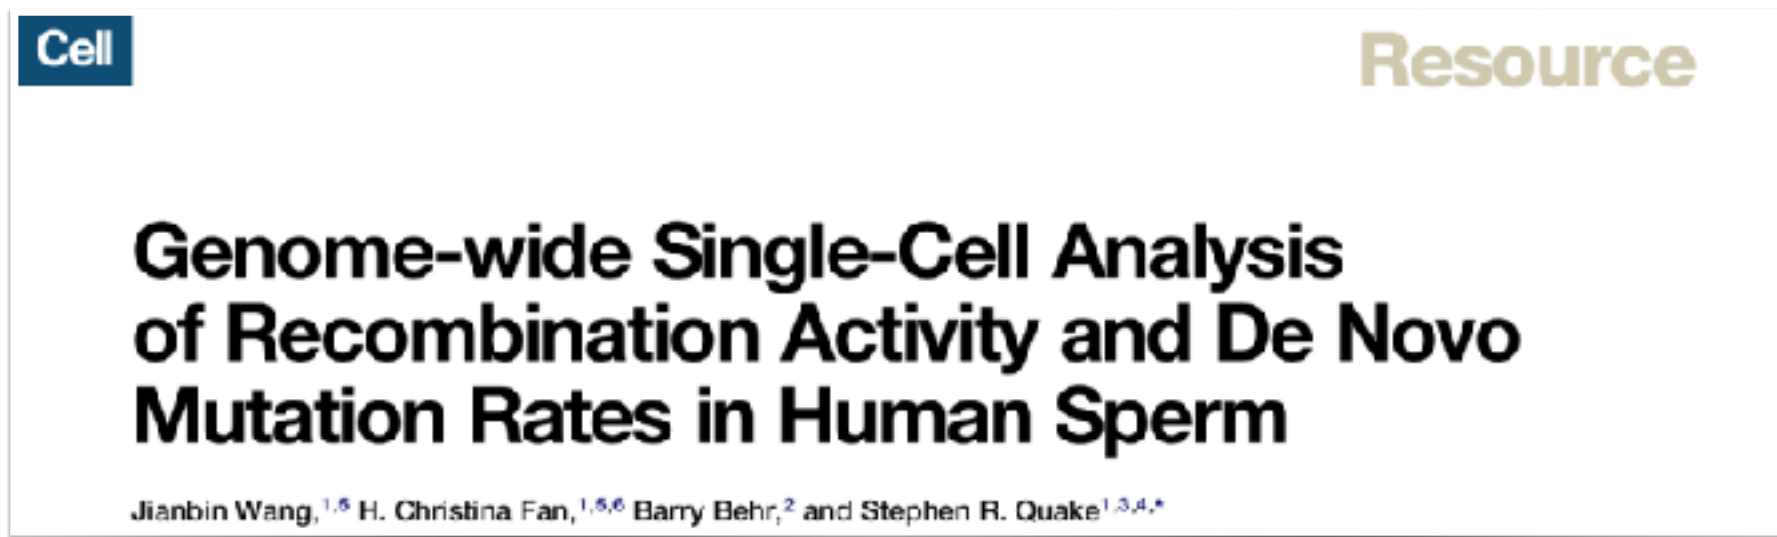 Cell
Resource
Genome-wide Single-Cell Analysis
of Recombination Activity and De Novo
Mutation Rates in Human Sperm
Jianbin Wang,1,5 H. Christina Fan,1,5,6 Barry Behr,2 and Stephen R. Quake1,3,4,*